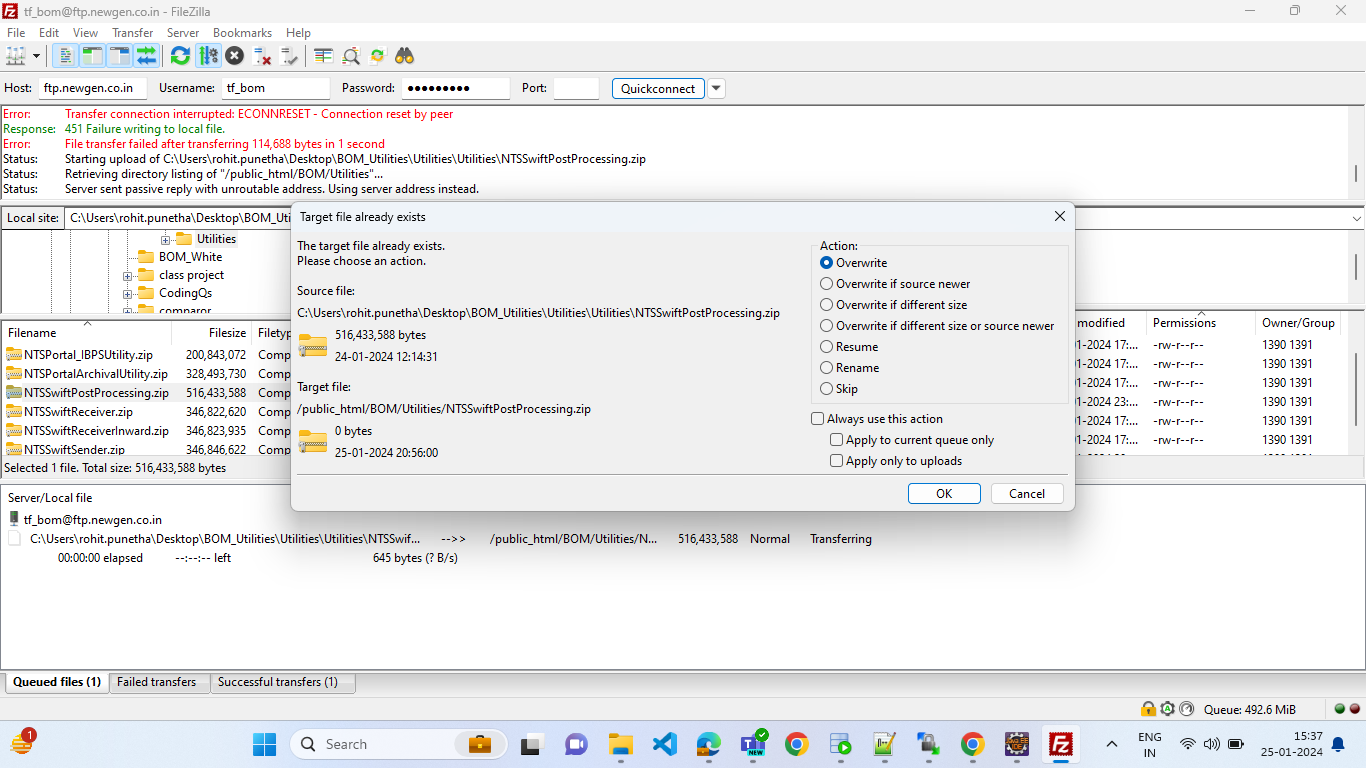 tf_bom@ftp.newgen.co.in - FileZilla
File Edit View Transfer Server Bookmarks Help
Host: ftp.newgen.co.in Username: tf_bom Password: ●●●●●●●●● Port: Quickconnect
Error: Transfer connection interrupted: ECONNRESET - Connection reset by peer
Response: 451 Failure writing to local file.
Error: File transfer failed after transferring 114,688 bytes in 1 second
Status: Starting upload of C:\Users\rohit.punetha\Desktop\BOM_Utilities\Utilities\Utilities\NTSSwiftPostProcessing.zip
Status: Retrieving directory listing of "/public_html/BOM/Utilities"...
Status: Server sent passive reply with unroutable address. Using server address instead.
Local site: C:\Users\rohit.punetha\Desktop\BOM_Uti
Utilities
BOM_White
class project
CodingQs
comparor
Filename Filesize Filetyp
NTSPortal_IBPSUtility.zip 200,843,072 Comp
NTSPortalArchivalUtility.zip 328,493,730 Comp
NTSSwiftPostProcessing.zip 516,433,588 Comp
NTSSwiftReceiver.zip 346,822,620 Comp
NTSSwiftReceiverInward.zip 346,823,935 Comp
NTSSwiftSender.zip 346,846,622 Comp
Selected 1 file. Total size: 516,433,588 bytes
Target file already exists
The target file already exists.
Please choose an action.
Source file:
C:\Users\rohit.punetha\Desktop\BOM_Utilities\Utilities\Utilities\NTSSwiftPostProcessing.zip
516,433,588 bytes
24-01-2024 12:14:31
Target file:
/public_html/BOM/Utilities/NTSSwiftPostProcessing.zip
0 bytes
25-01-2024 20:56:00
Action:
Overwrite
Overwrite if source newer
Overwrite if different size
Overwrite if different size or source newer
Resume
Rename
Skip
Always use this action
Apply to current queue only
Apply only to uploads
OK Cancel
modified Permissions Owner/Group
1-2024 17:... -rw-r--r-- 1390 1391
1-2024 17:... -rw-r--r-- 1390 1391
1-2024 17:... -rw-r--r-- 1390 1391
1-2024 23:... -rw-r--r-- 1390 1391
1-2024 17:... -rw-r--r-- 1390 1391
1-2024 17:... -rw-r--r-- 1390 1391
Server/Local file
tf_bom@ftp.newgen.co.in
C:\Users\rohit.punetha\Desktop\BOM_Utilities\Utilities\Utilities\NTSSwif... -->> /public_html/BOM/Utilities/N... 516,433,588 Normal Transferring
00:00:00 elapsed --:--:-- left 645 bytes (? B/s)
Queued files (1) Failed transfers Successful transfers (1)
Queue: 492.6 MiB
1
Search
NEW
EE
IDE
ENG
IN
15:37
25-01-2024